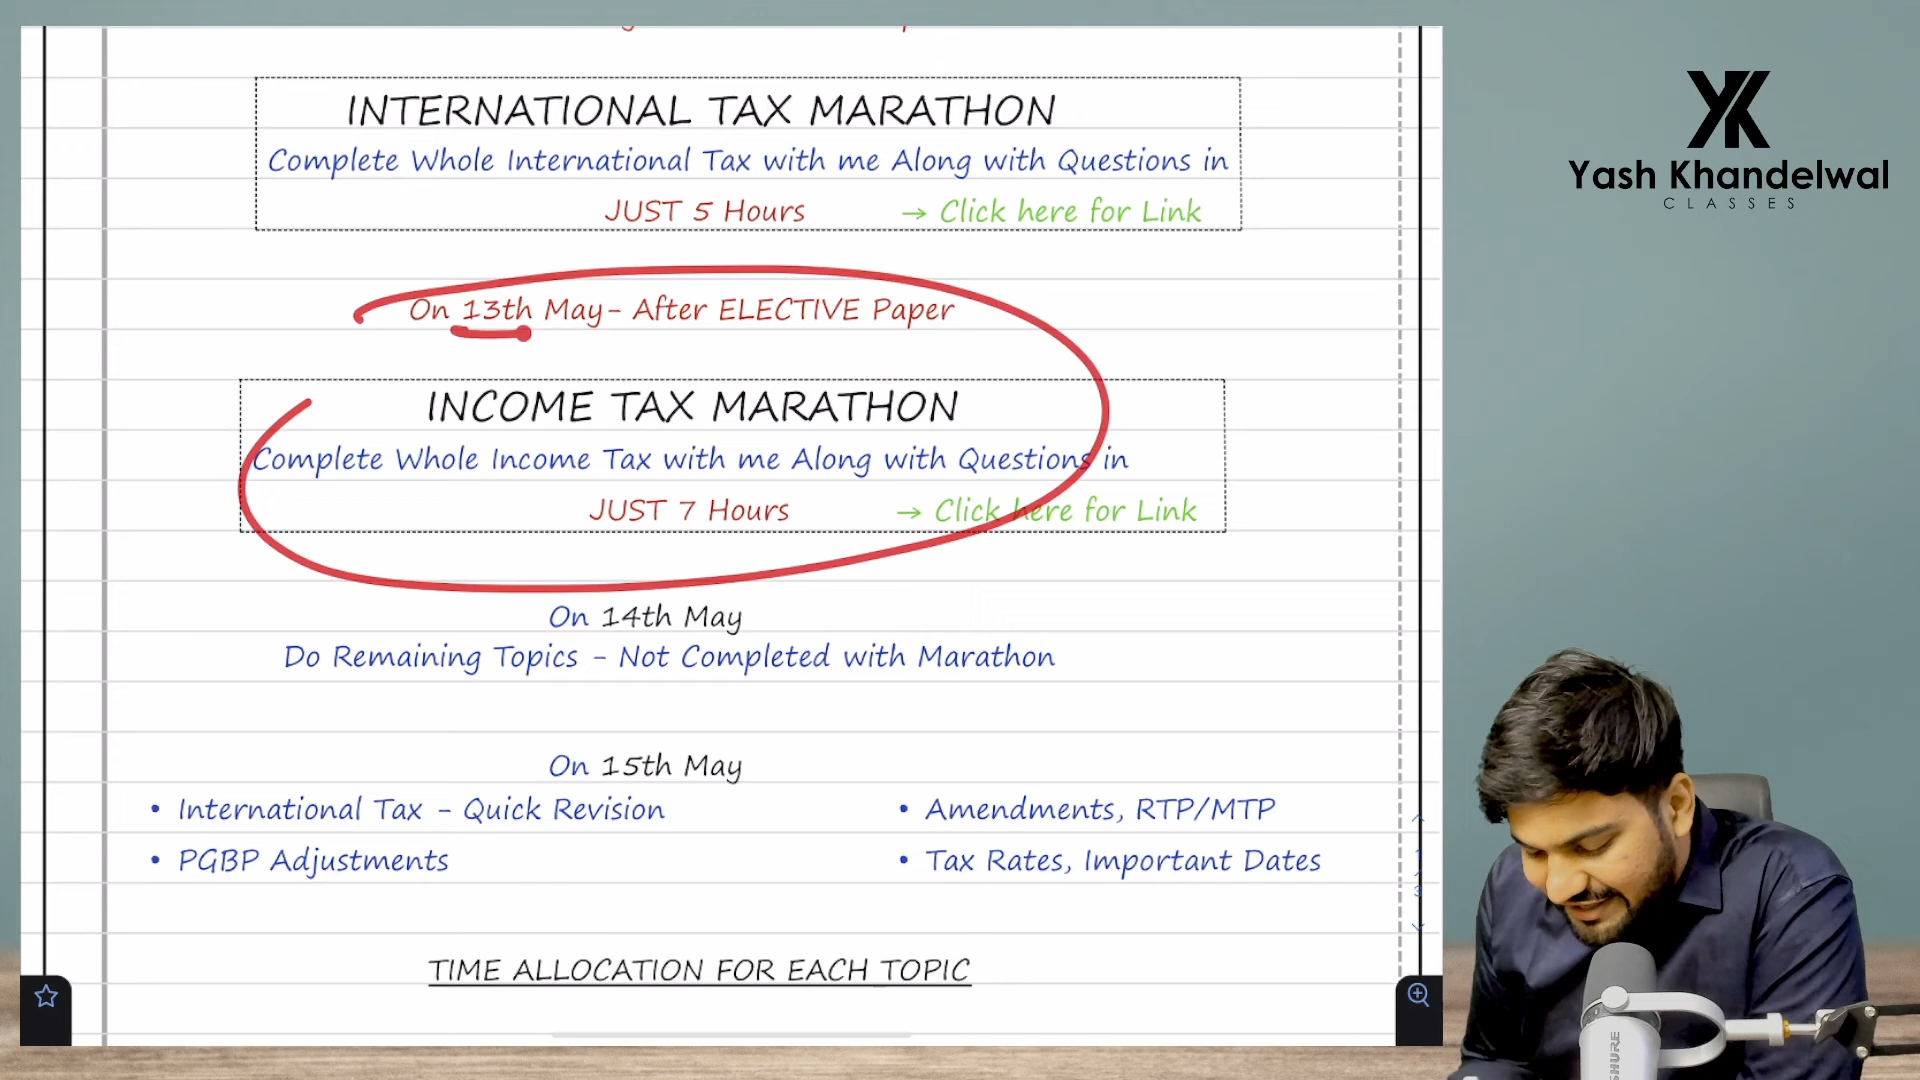 INTERNATIONAL TAX MARATHON
Complete Whole International Tax with me Along with Questions in
JUST 5 Hours → Click here for Link
On 13th May- After ELECTIVE Paper
INCOME TAX MARATHON
Complete Whole Income Tax with me Along with Questions in
JUST 7 Hours → Click here for Link
On 14th May
Do Remaining Topics - Not Completed with Marathon
On 15th May
• International Tax - Quick Revision
• Amendments, RTP/MTP
• PGBP Adjustments
• Tax Rates, Important Dates
TIME ALLOCATION FOR EACH TOPIC
YK
Yash Khandelwal
CLASSES
SHURE